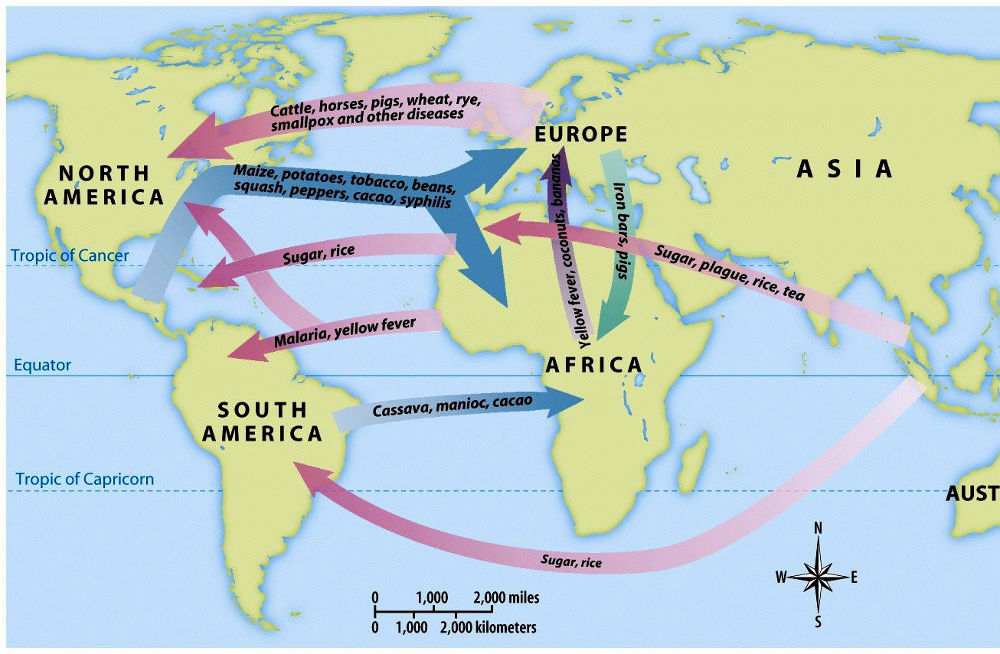 Cattle, horses, pigs, wheat, rye,
smallpox and other diseases
EUROPE
NORTH
AMERICA
ASIA
Maize, potatoes, tobacco, beans,
squash, peppers, cacao, syphilis
Yellow fever, coconuts, bananas
Iron bars, pigs
Tropic of Cancer
Sugar, rice
Sugar, plague, rice, tea
Malaria, yellow fever
Equator
AFRICA
SOUTH
AMERICA
Cassava, manioc, cacao
Tropic of Capricorn
AUST
Sugar, rice
N
W E
S
0 1,000 2,000 miles
0 1,000 2,000 kilometers